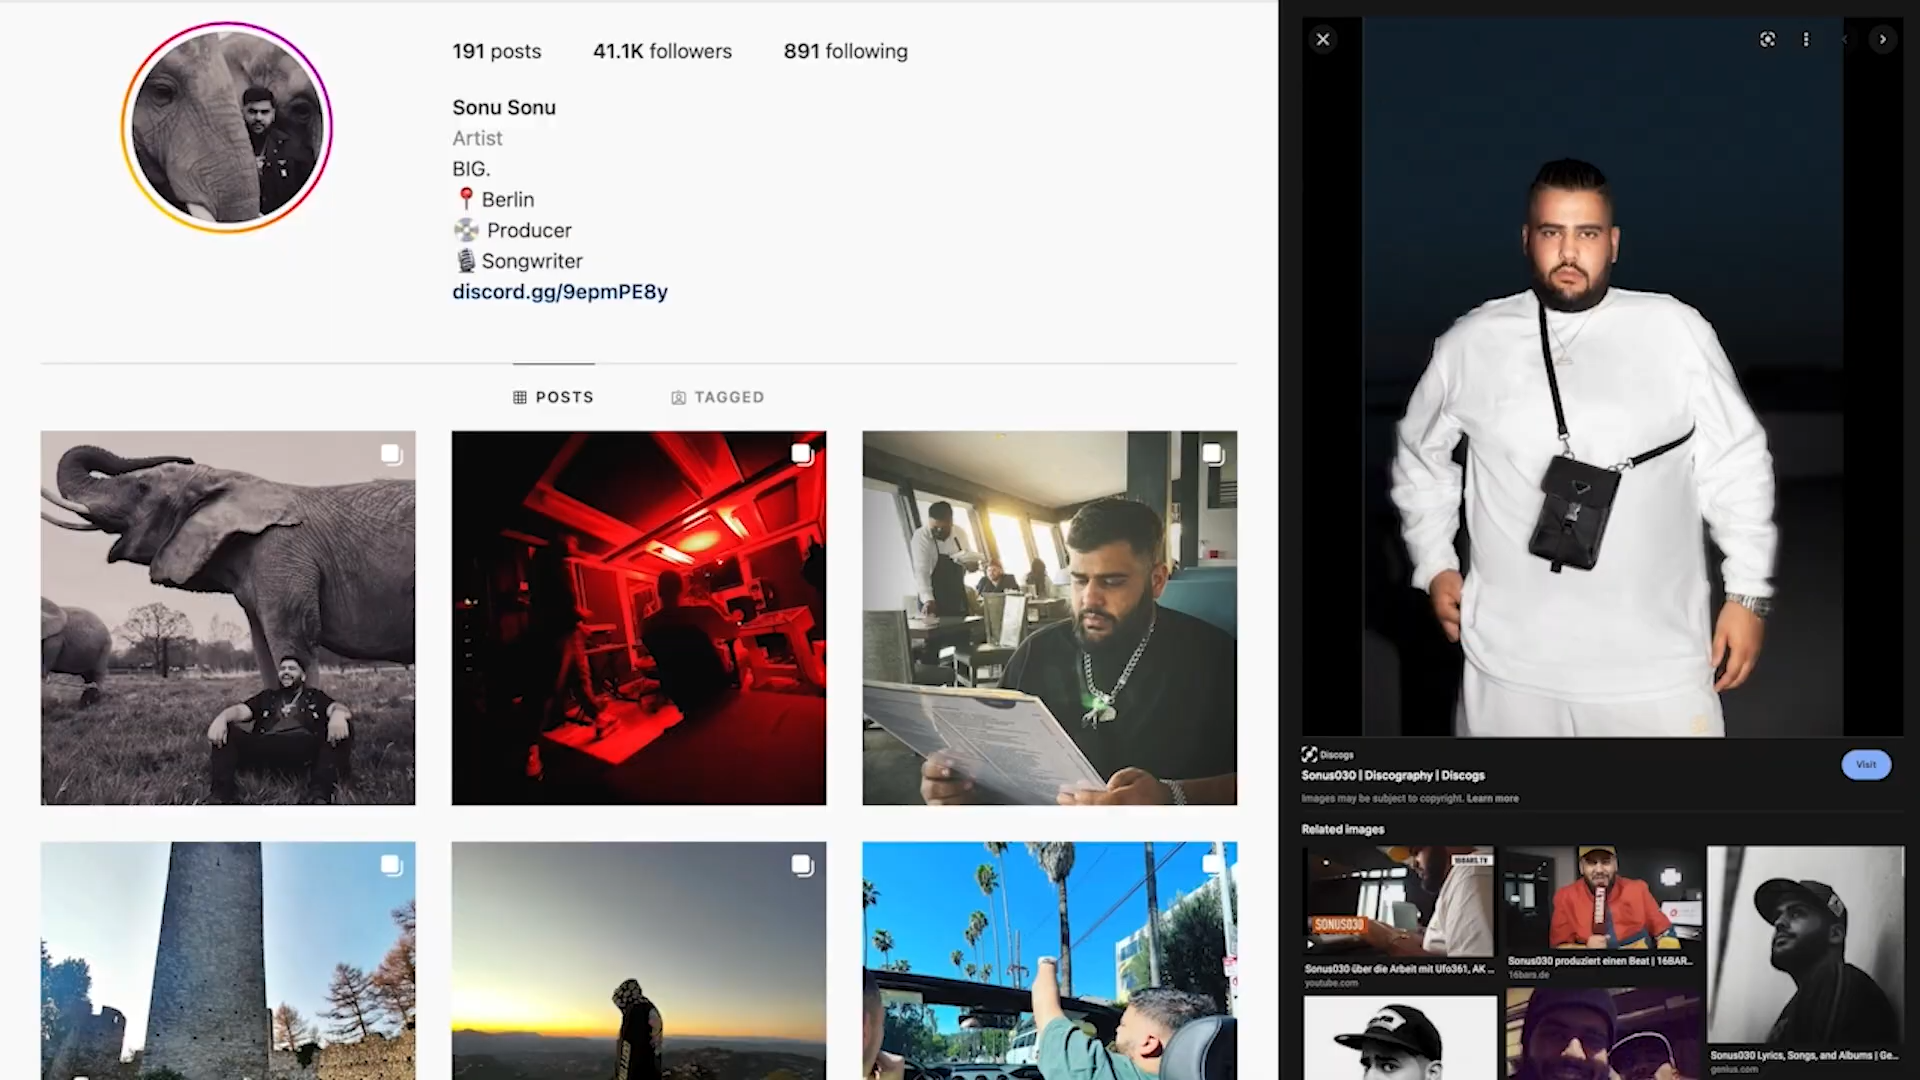 191 posts 41.1K followers 891 following
Sonu Sonu
Artist
BIG.
Berlin
Producer
Songwriter
discord.gg/9epmPE8y
POSTS TAGGED
Discogs
Sonus030 | Discography | Discogs
Visit
Images may be subject to copyright. Learn more
Related images
16BARS.TV
SONUS030
Sonus030 über die Arbeit mit Ufo361, AK ...
youtube.com
Sonus030 produziert einen Beat | 16BAR...
16bars.de
Sonus030 Lyrics, Songs, and Albums | Ge...
genius.com